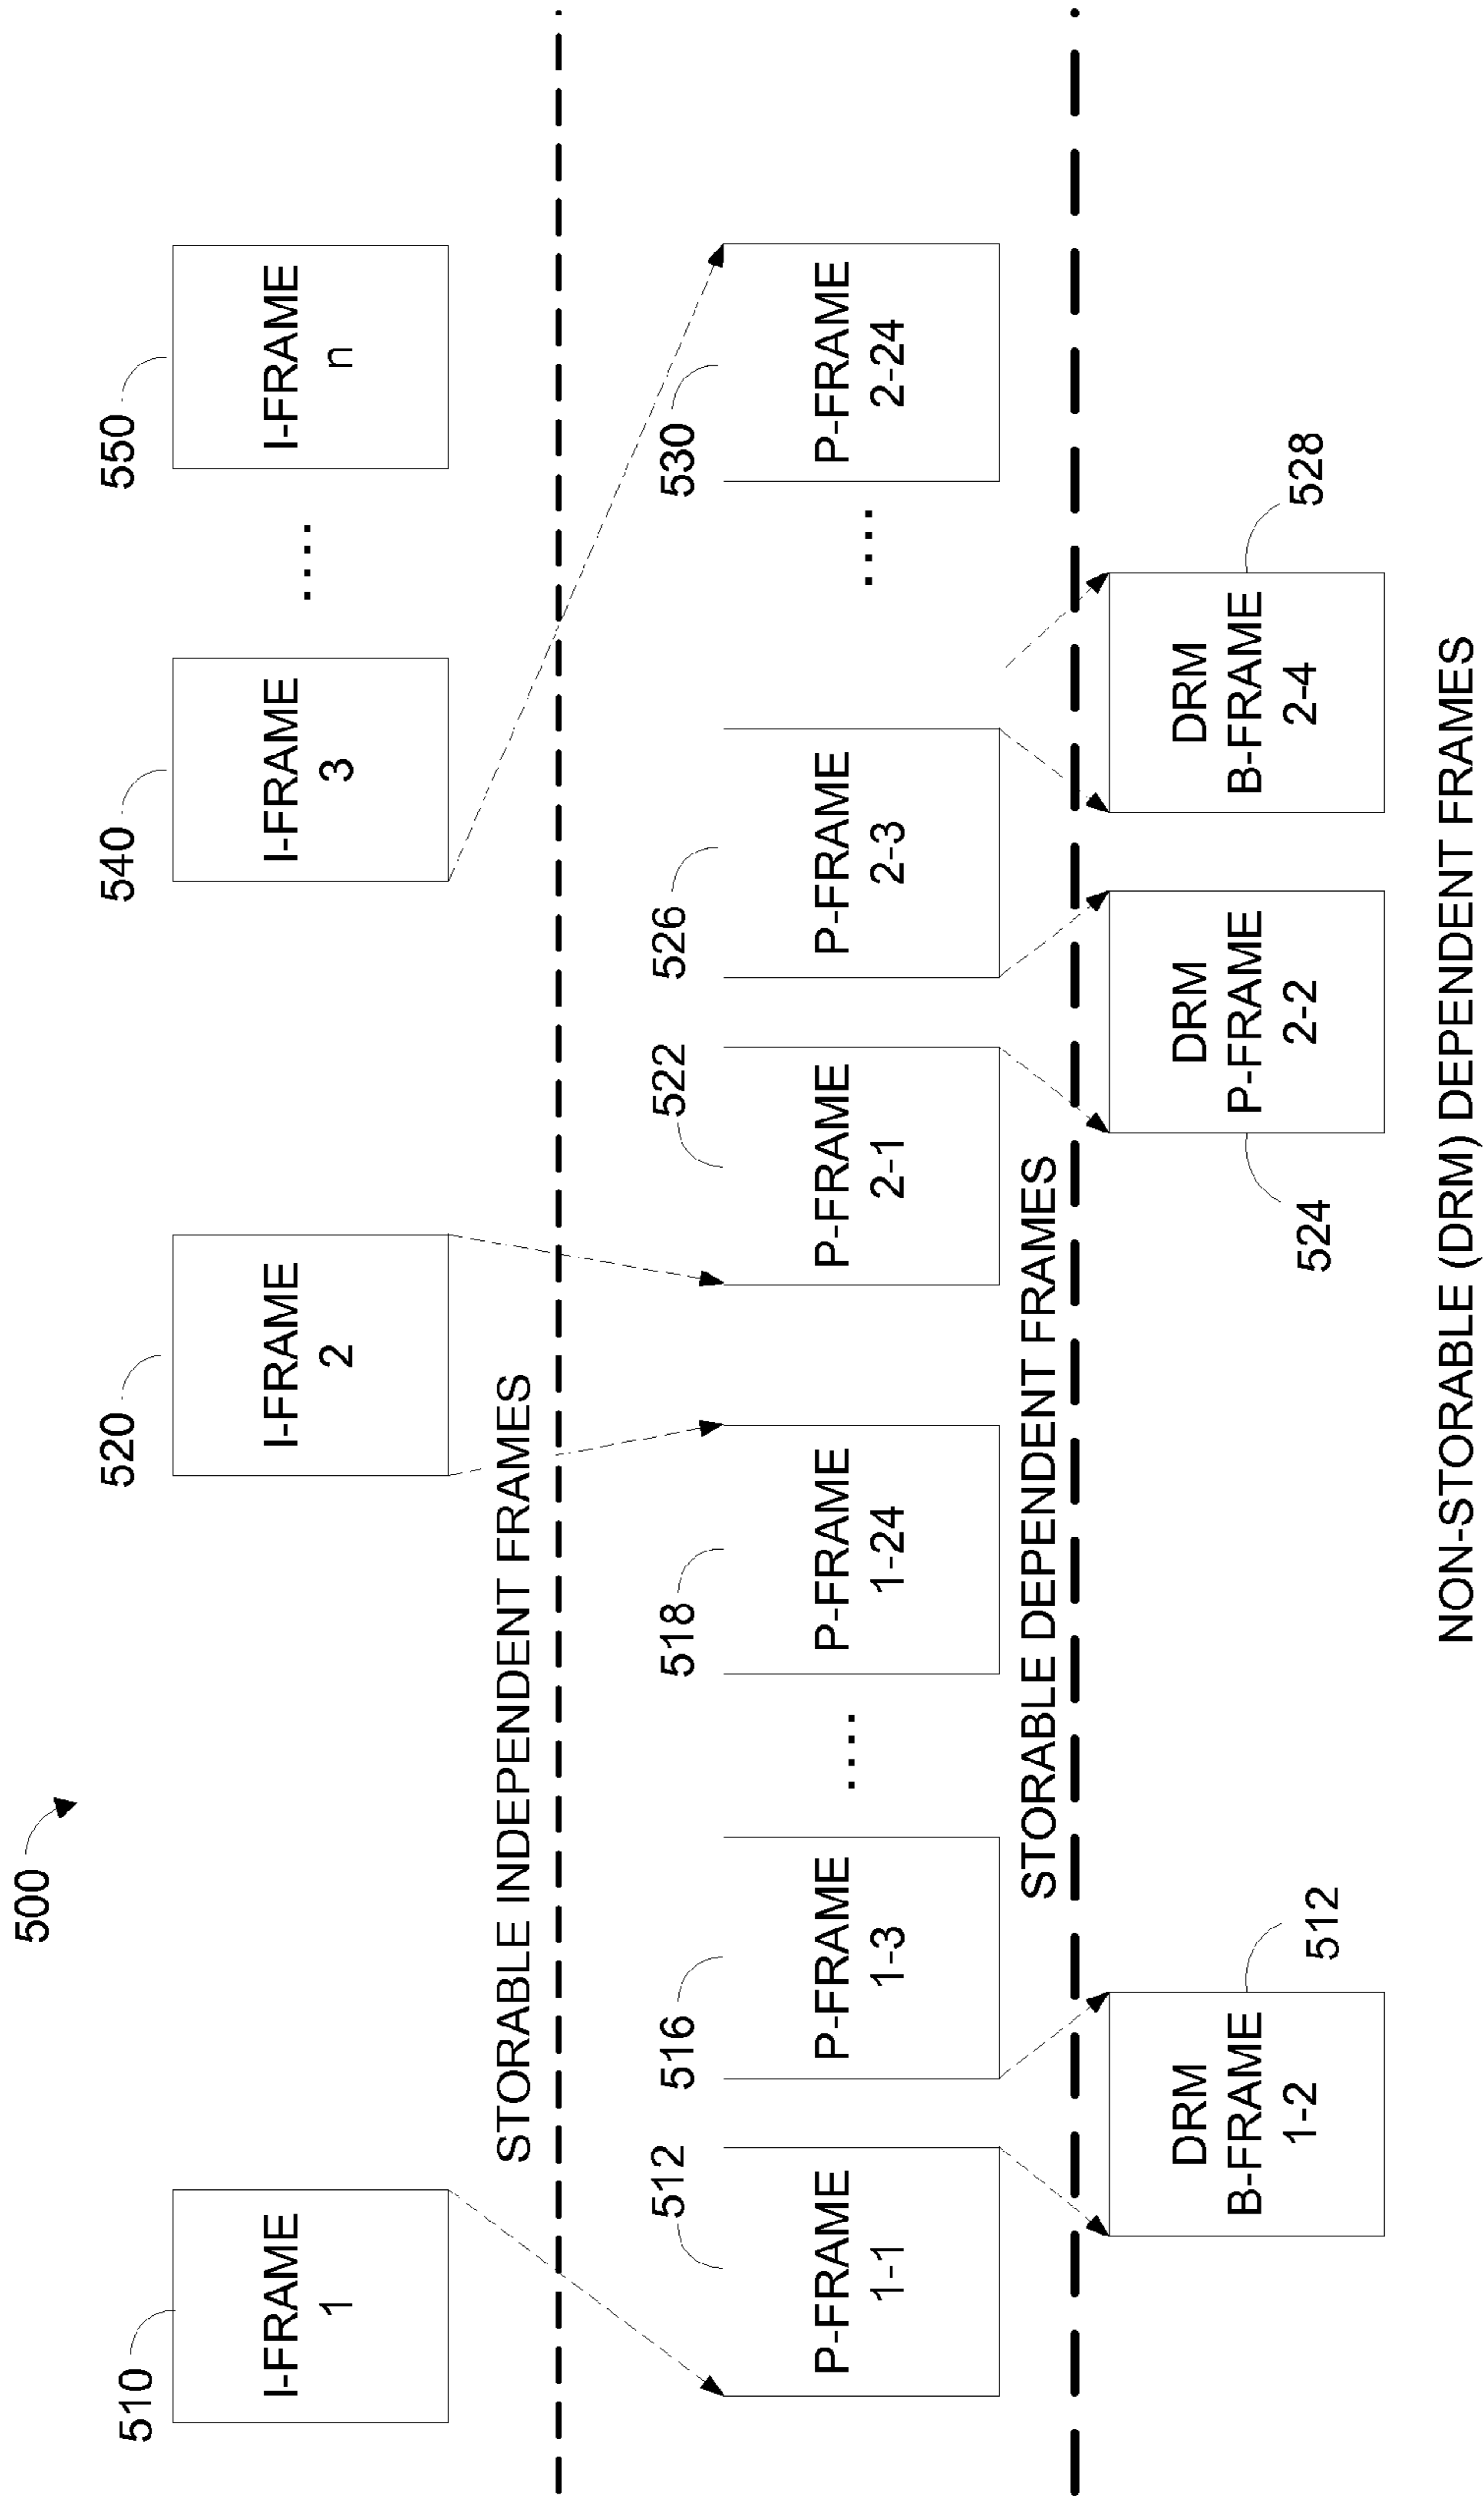 500
510
I-FRAME
1
520
I-FRAME
2
540
I-FRAME
3
....
550
I-FRAME
n
STORABLE INDEPENDENT FRAMES
512
P-FRAME
1-1
516
P-FRAME
1-3
....
518
P-FRAME
1-24
522
P-FRAME
2-1
526
P-FRAME
2-3
....
530
P-FRAME
2-24
STORABLE DEPENDENT FRAMES
DRM
B-FRAME
1-2
512
DRM
P-FRAME
2-2
524
DRM
B-FRAME
2-4
528
NON-STORABLE (DRM) DEPENDENT FRAMES